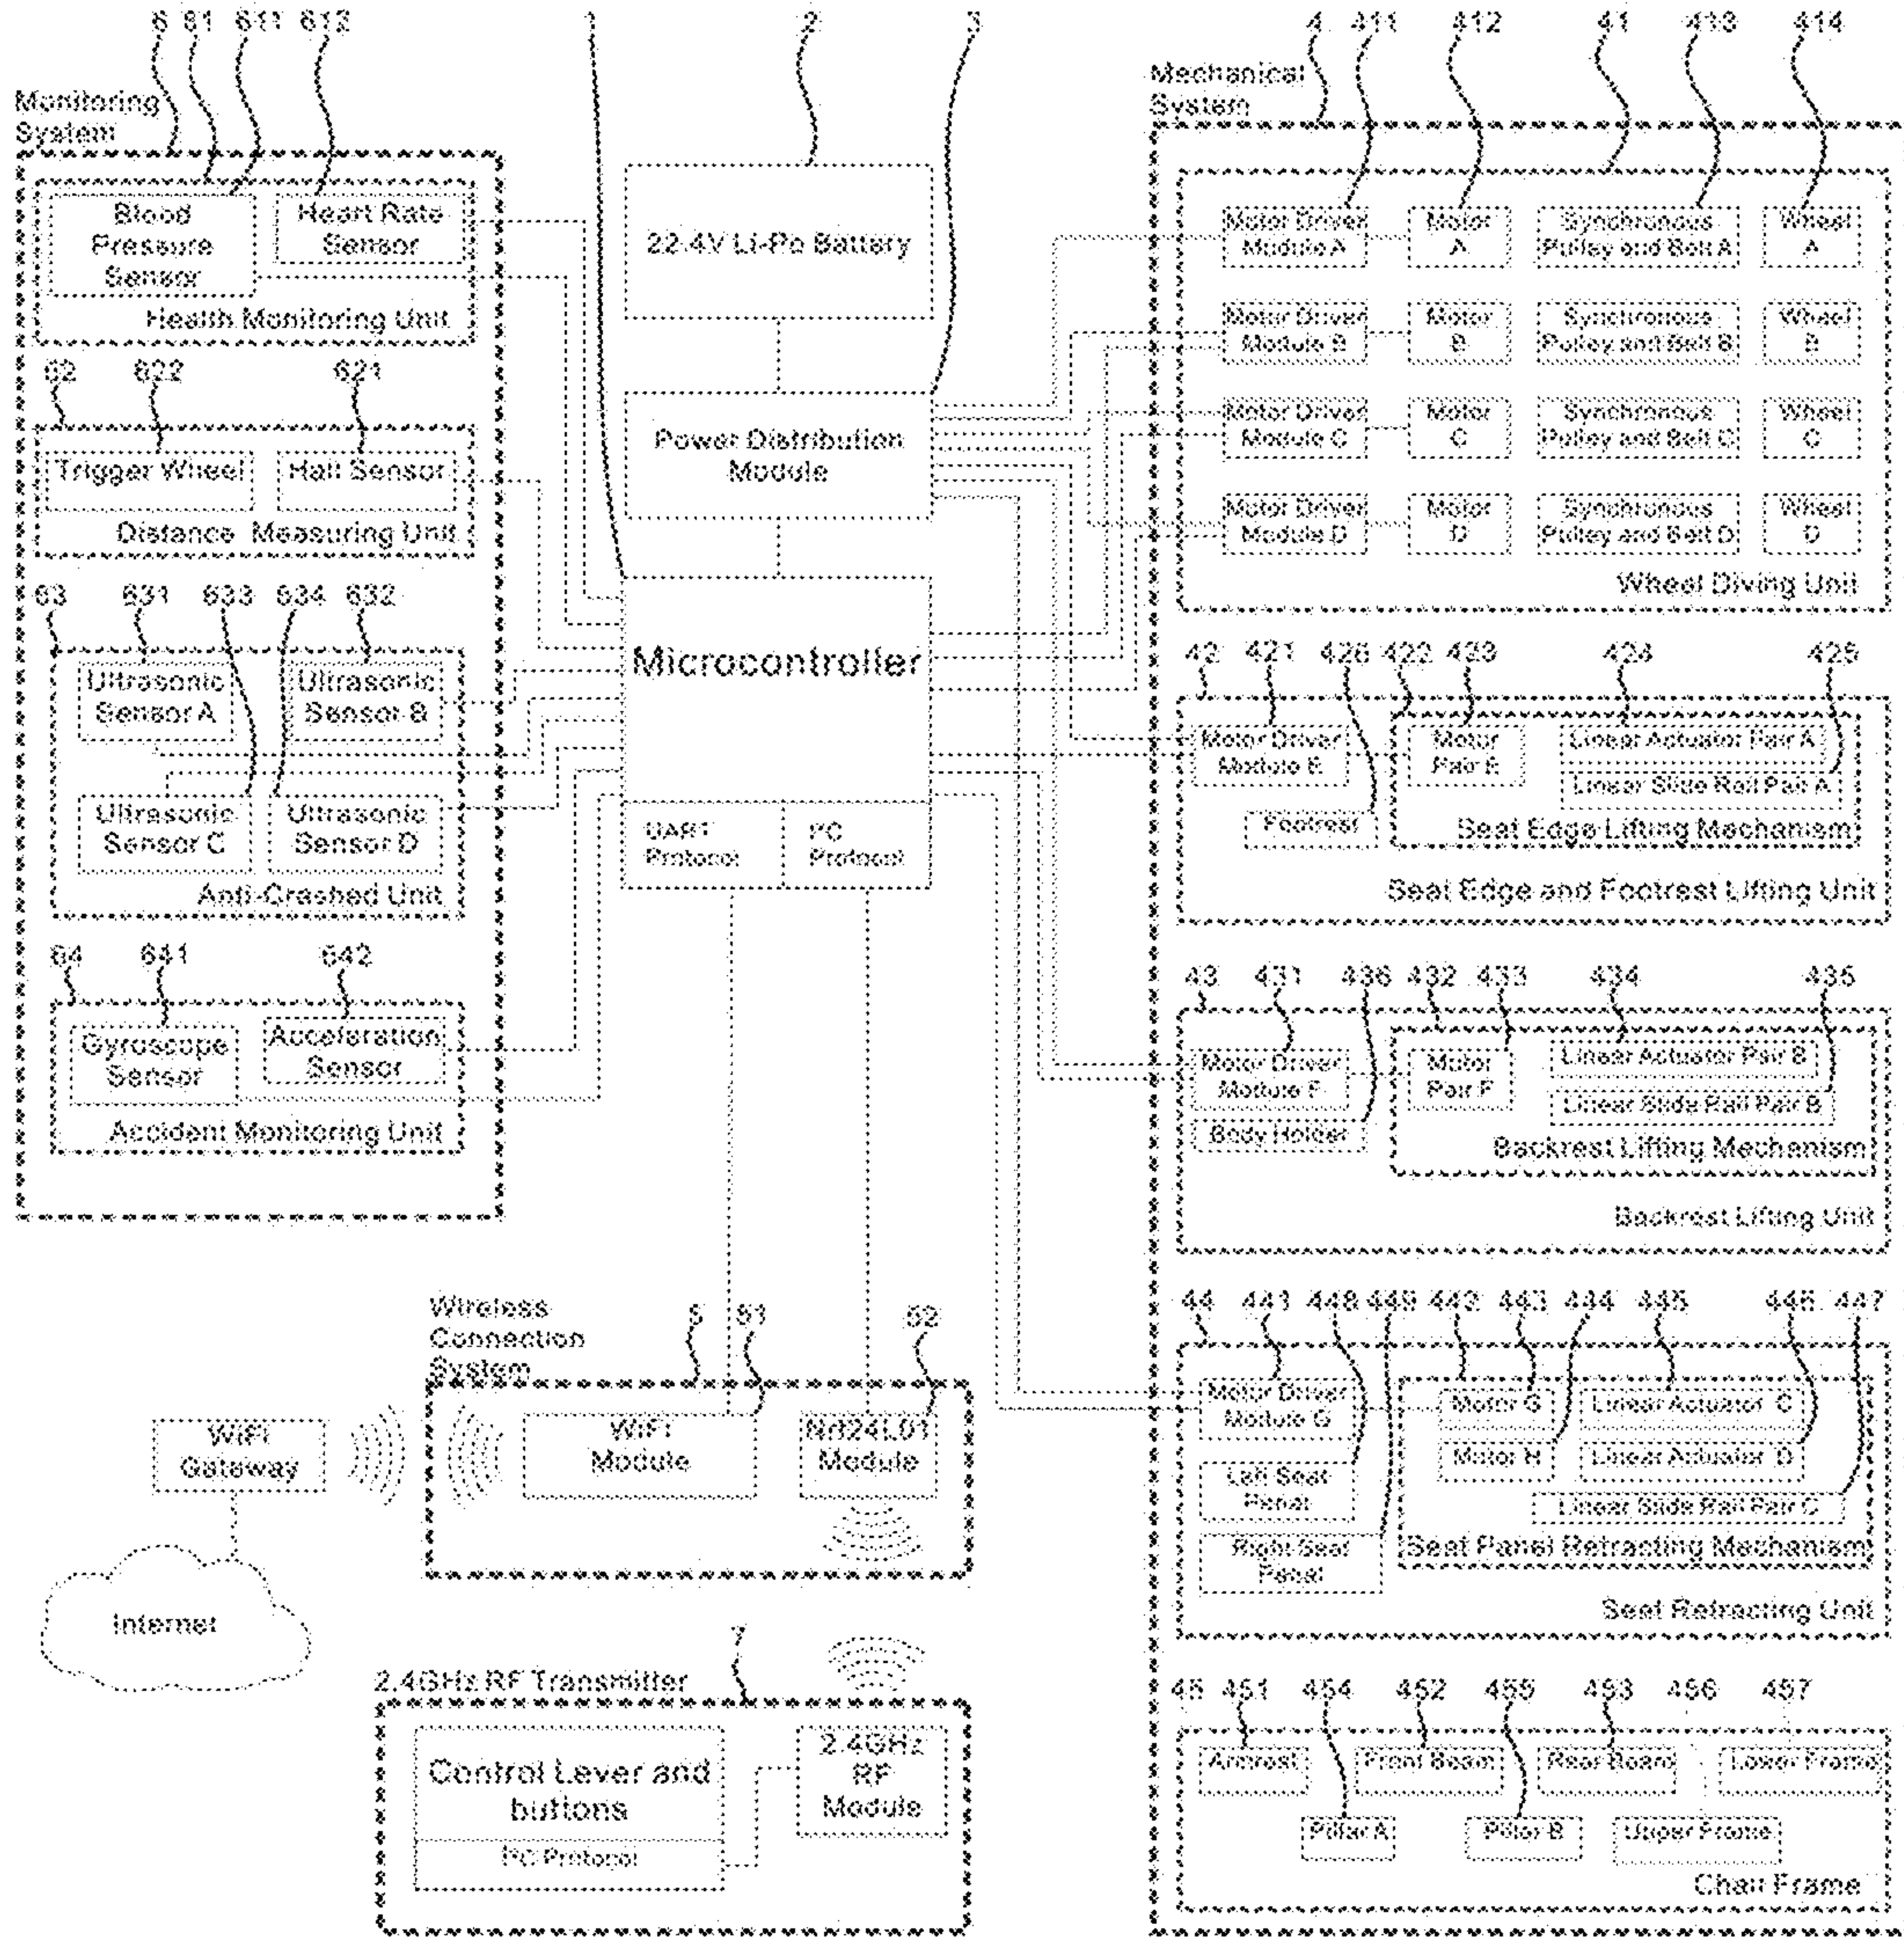 6 61 611 612 1 2 3 4 411 412 41 413 414
Monitoring
System
Mechanical
System
Blood
Pressure
Sensor
Heart Rate
Sensor
Health Monitoring Unit
62 622 621
Trigger Wheel
Hall Sensor
Distance Measuring Unit
63 631 633 634 632
Ultrasonic
Sensor A
Ultrasonic
Sensor B
Ultrasonic
Sensor C
Ultrasonic
Sensor D
Anti-Crashed Unit
64 641 642
Gyroscope
Sensor
Acceleration
Sensor
Accident Monitoring Unit
22.4V Li-Po Battery
Power Distribution
Module
Microcontroller
UART
Protocol
I²C
Protocol
Wireless
Connection
System
5 51 52
WiFi
Module
Nrf24L01
Module
WiFi
Gateway
Internet
7
2.4GHz RF Transmitter
Control Lever and
buttons
I²C Protocol
2.4GHz
RF
Module
Motor Driver
Module A
Motor
A
Synchronous
Pulley and Belt A
Wheel
A
Motor Driver
Module B
Motor
B
Synchronous
Pulley and Belt B
Wheel
B
Motor Driver
Module C
Motor
C
Synchronous
Pulley and Belt C
Wheel
C
Motor Driver
Module D
Motor
D
Synchronous
Pulley and Belt D
Wheel
D
Wheel Diving Unit
42 421 426 422 423 424 425
Motor Driver
Module E
Motor
Pair E
Linear Actuator Pair A
Linear Slide Rail Pair A
Footrest
Seat Edge Lifting Mechanism
Seat Edge and Footrest Lifting Unit
43 431 436 432 433 434 435
Motor Driver
Module F
Motor
Pair F
Linear Actuator Pair B
Linear Slide Rail Pair B
Body Holder
Backrest Lifting Mechanism
Backrest Lifting Unit
44 441 448 449 442 443 444 445 446 447
Motor Driver
Module G
Motor G
Linear Actuator C
Motor H
Linear Actuator D
Left Seat
Penal
Linear Slide Rail Pair C
Right Seat
Penal
Seat Panel Retracting Mechanism
Seat Retracting Unit
45 451 454 452 455 453 456 457
Armrest
Front Beam
Rear Board
Lower Frame
Pillar A
Pillar B
Upper Frame
Chair Frame